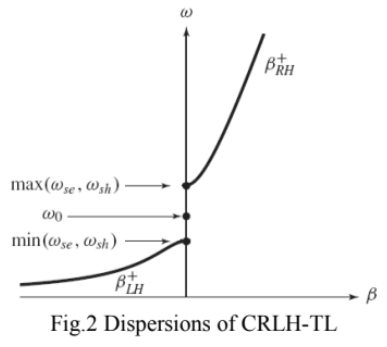 ω
β⁺RH
max(ωse, ωsh)
ω0
min(ωse, ωsh)
β⁺LH
β
Fig.2 Dispersions of CRLH-TL